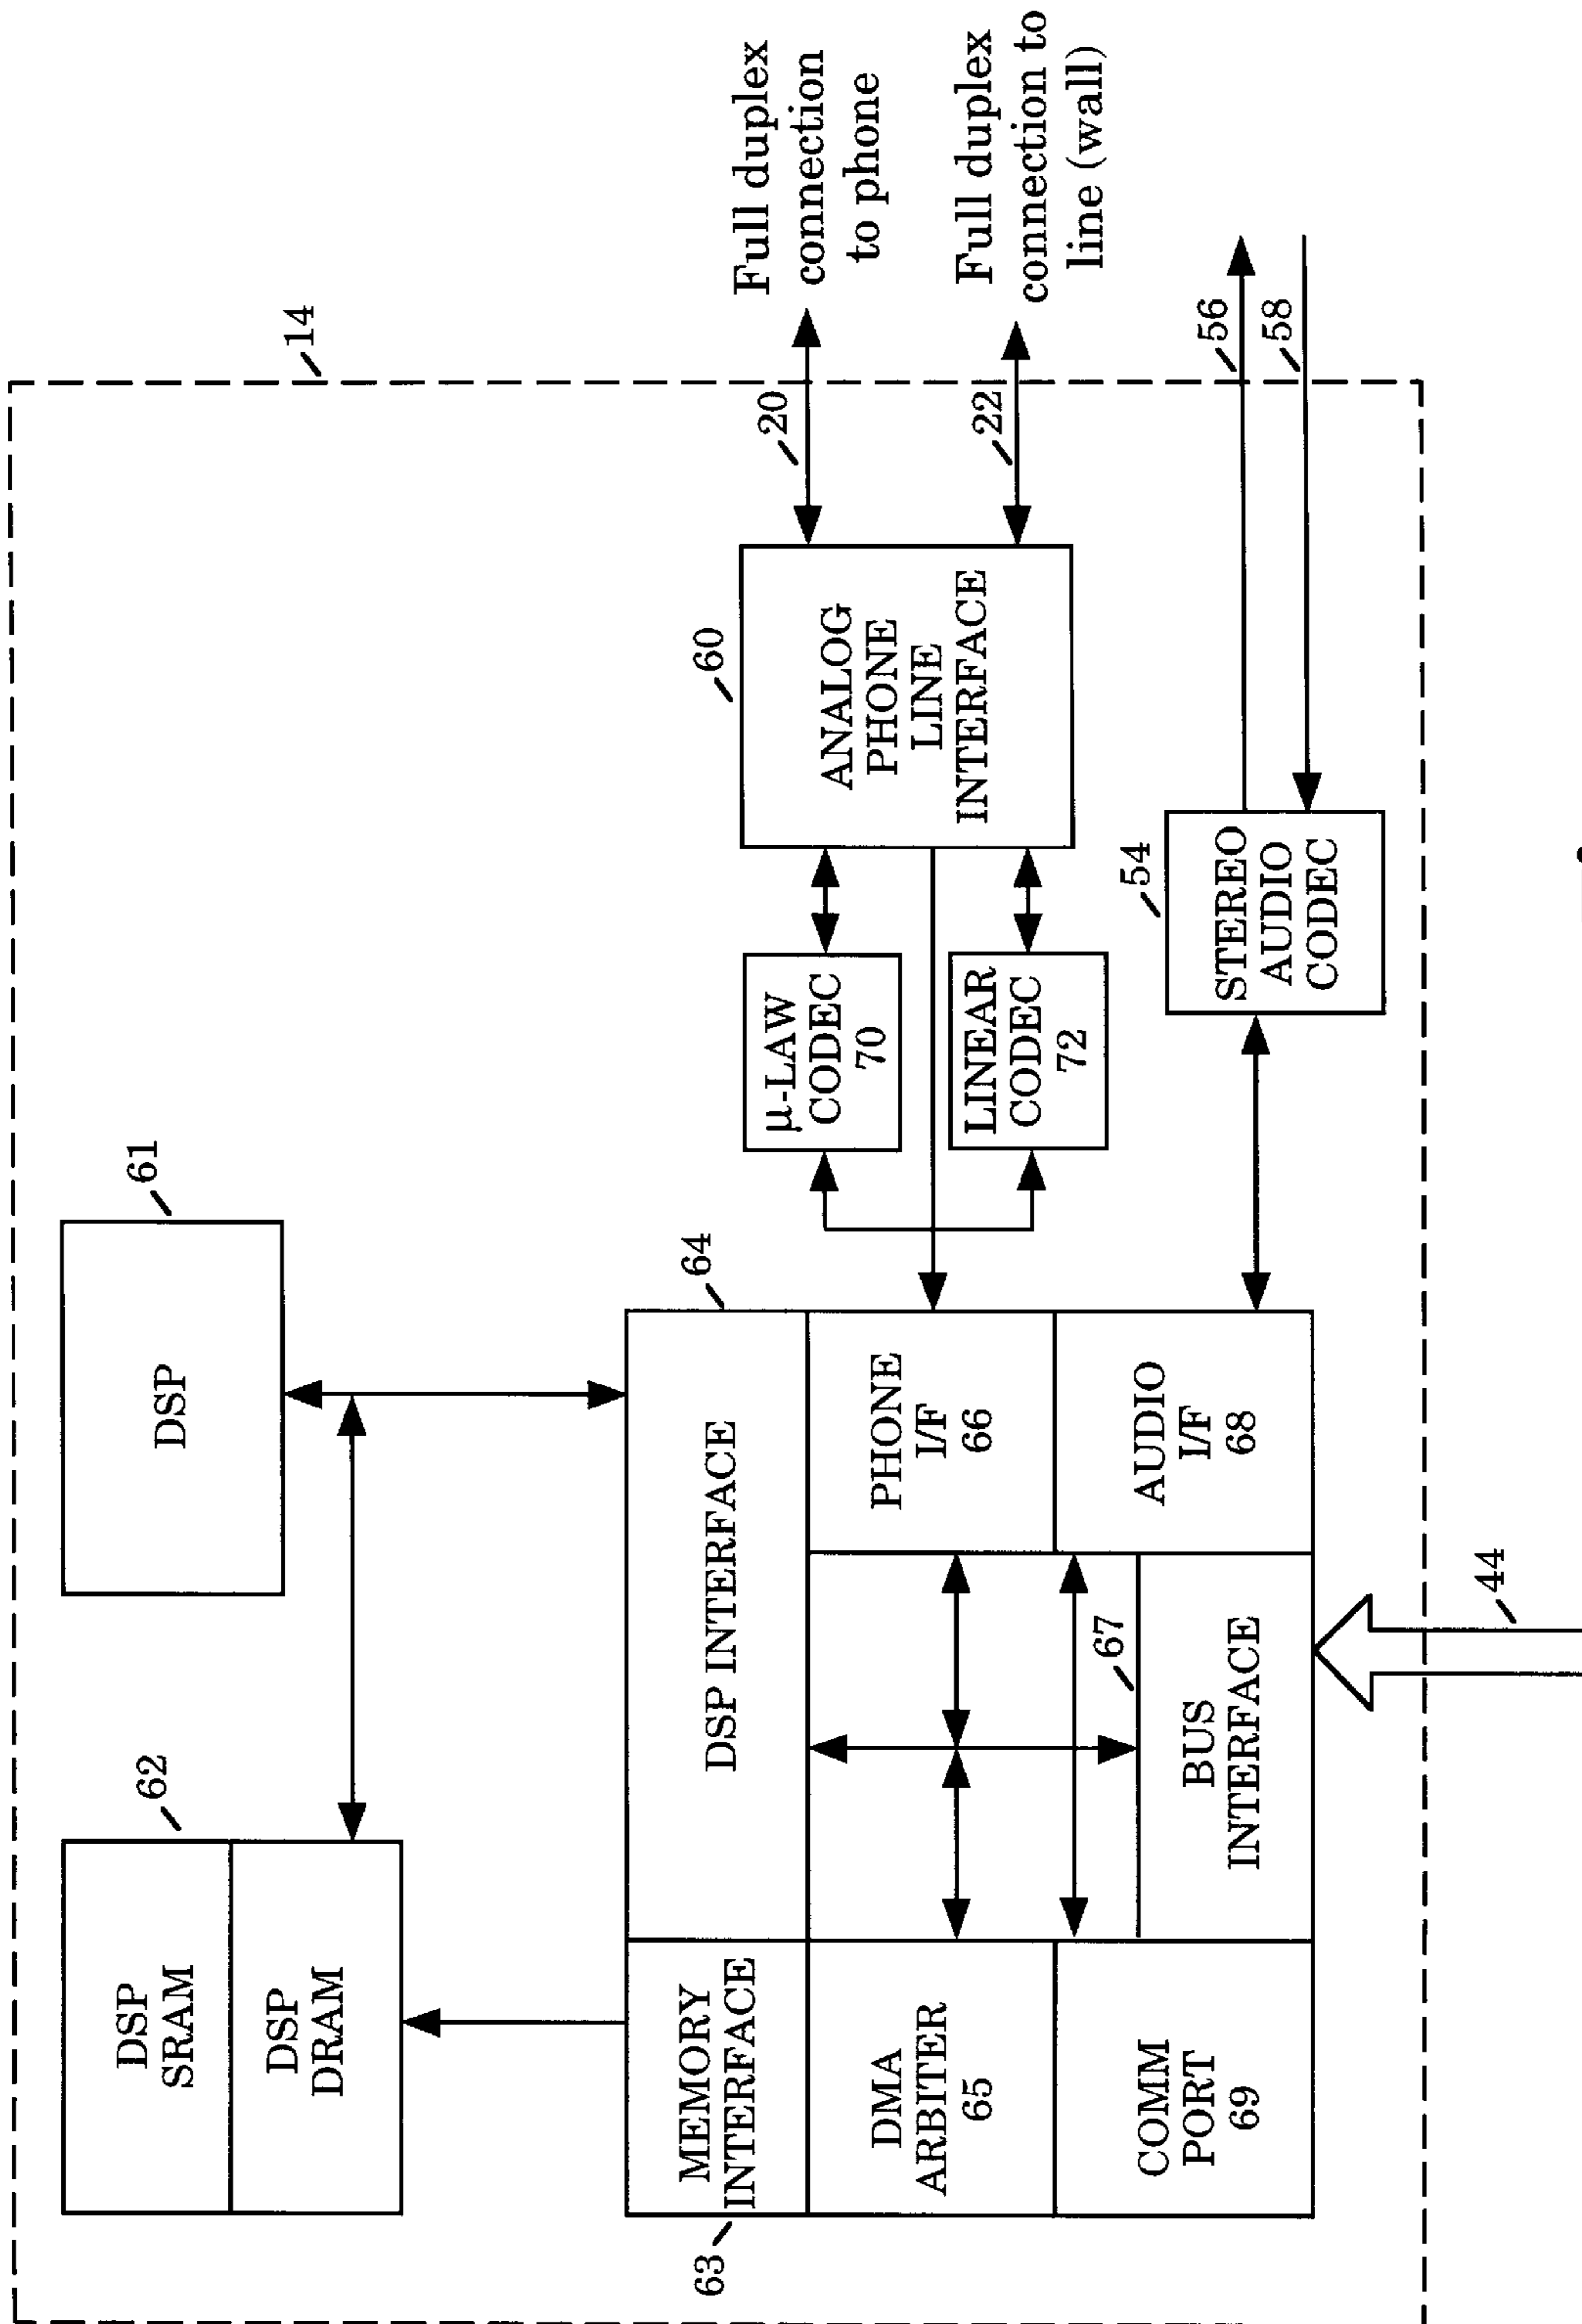 14
62
DSP
SRAM
DSP
DRAM
61
DSP
63
MEMORY
INTERFACE
64
DSP INTERFACE
DMA
ARBITER
65
PHONE
I/F
66
67
COMM
PORT
69
BUS
INTERFACE
AUDIO
I/F
68
44
μ-LAW
CODEC
70
LINEAR
CODEC
72
60
ANALOG
PHONE
LINE
INTERFACE
20
Full duplex
connection
to phone
22
Full duplex
connection to
line (wall)
54
STEREO
AUDIO
CODEC
56
58